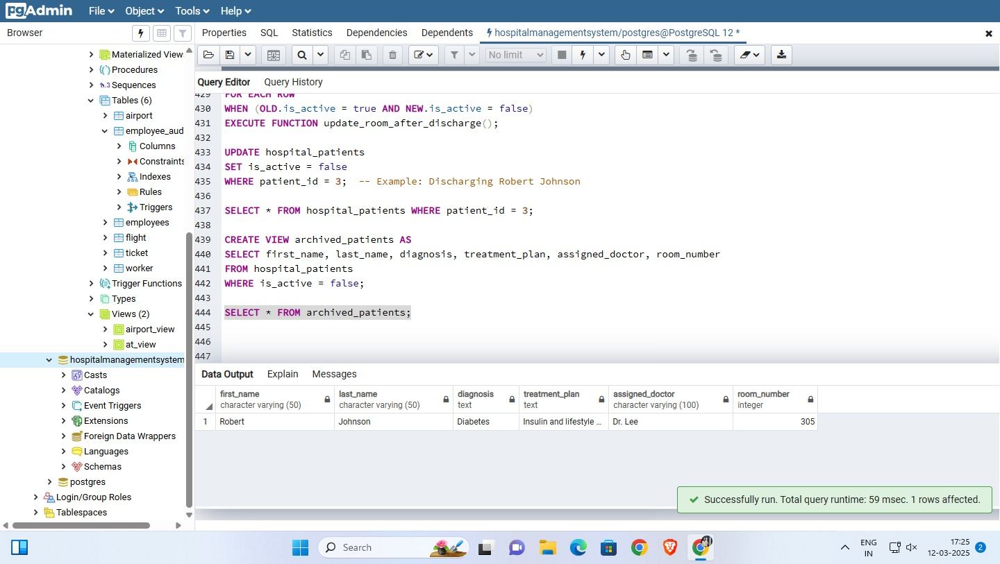 pgAdmin File Object Tools Help
Browser
Properties SQL Statistics Dependencies Dependents hospitalmanagementsystem/postgres@PostgreSQL 12 *
No limit
Materialized View
Procedures
1..3 Sequences
Tables (6)
airport
employee_aud
Columns
Constraints
Indexes
Rules
Triggers
employees
flight
ticket
worker
Trigger Functions
Types
Views (2)
airport_view
at_view
hospitalmanagementsystem
Casts
Catalogs
Event Triggers
Extensions
Foreign Data Wrappers
Languages
Schemas
postgres
Login/Group Roles
Tablespaces
Query Editor Query History
429 FOR EACH ROW
430 WHEN (OLD.is_active = true AND NEW.is_active = false)
431 EXECUTE FUNCTION update_room_after_discharge();
432
433 UPDATE hospital_patients
434 SET is_active = false
435 WHERE patient_id = 3;  -- Example: Discharging Robert Johnson
436
437 SELECT * FROM hospital_patients WHERE patient_id = 3;
438
439 CREATE VIEW archived_patients AS
440 SELECT first_name, last_name, diagnosis, treatment_plan, assigned_doctor, room_number
441 FROM hospital_patients
442 WHERE is_active = false;
443
444 SELECT * FROM archived_patients;
445
446
447
Data Output Explain Messages
first_name last_name diagnosis treatment_plan assigned_doctor room_number
character varying (50) character varying (50) text text character varying (100) integer
1 Robert Johnson Diabetes Insulin and lifestyle ... Dr. Lee 305
Successfully run. Total query runtime: 59 msec. 1 rows affected.
Search
ENG
IN
17:25
12-03-2025
2